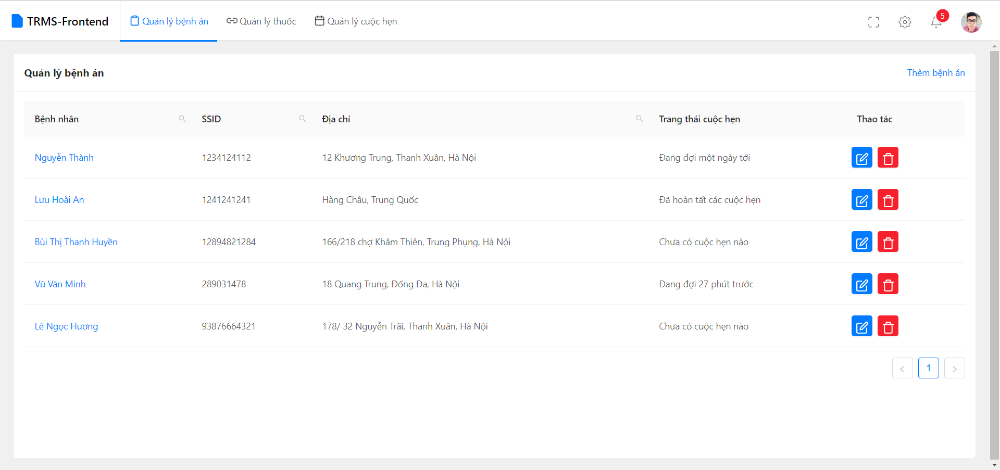 TRMS-Frontend Quản lý bệnh án Quản lý thuốc Quản lý cuộc hẹn 5
Quản lý bệnh án Thêm bệnh án
Bệnh nhân SSID Địa chỉ Trang thái cuộc hẹn Thao tác
Nguyễn Thành 1234124112 12 Khương Trung, Thanh Xuân, Hà Nội Đang đợi một ngày tới
Lưu Hoài An 1241241241 Hàng Châu, Trung Quốc Đã hoàn tất các cuộc hẹn
Bùi Thị Thanh Huyền 12894821284 166/218 chợ Khâm Thiên, Trung Phụng, Hà Nội Chưa có cuộc hẹn nào
Vũ Văn Minh 289031478 18 Quang Trung, Đống Đa, Hà Nội Đang đợi 27 phút trước
Lê Ngọc Hương 93876664321 178/ 32 Nguyễn Trãi, Thanh Xuân, Hà Nội Chưa có cuộc hẹn nào
< 1 >